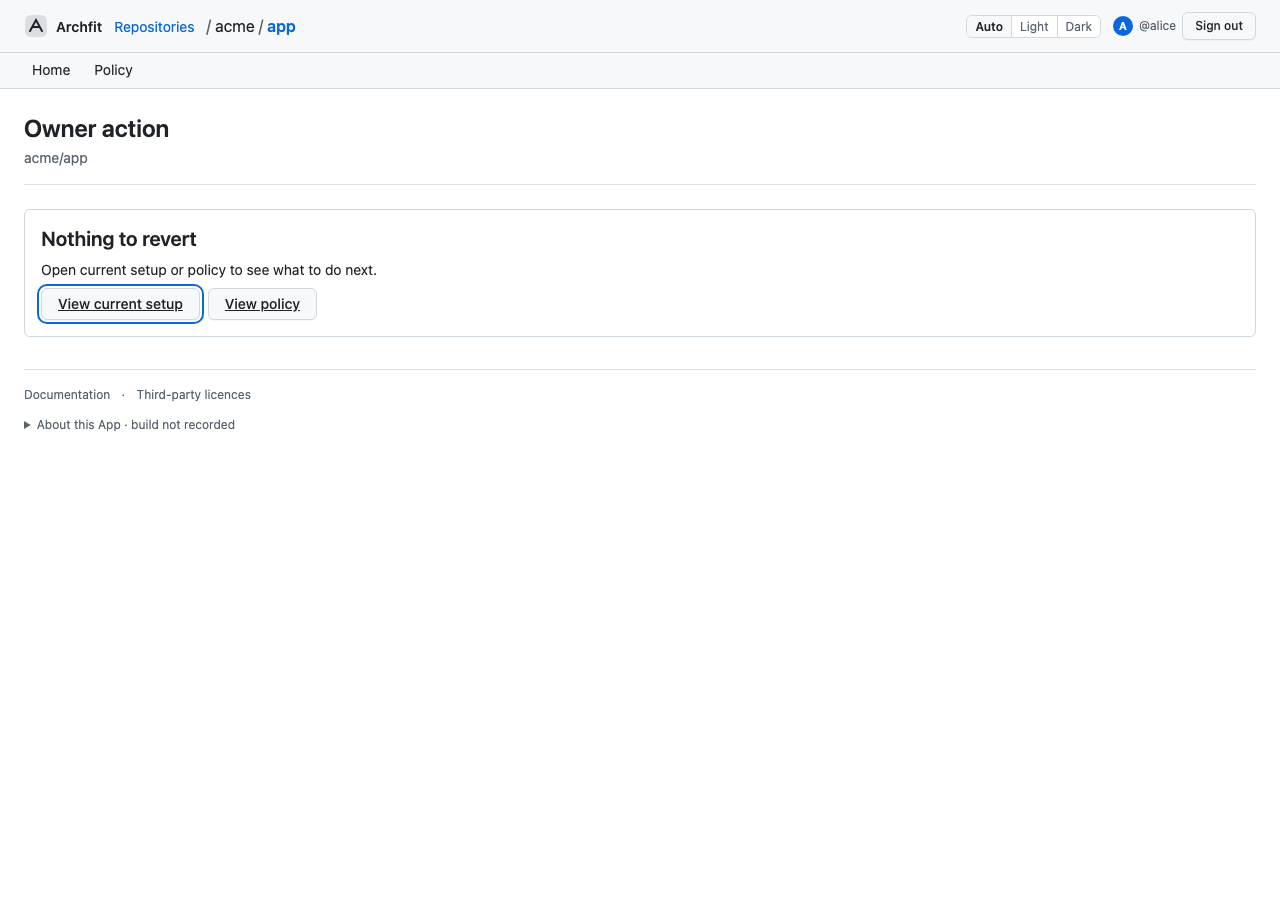 Archfit Repositories / acme / app Auto Light Dark A @alice Sign out
Home Policy
Owner action
acme/app
Nothing to revert
Open current setup or policy to see what to do next.
View current setup View policy
Documentation · Third-party licences
About this App · build not recorded